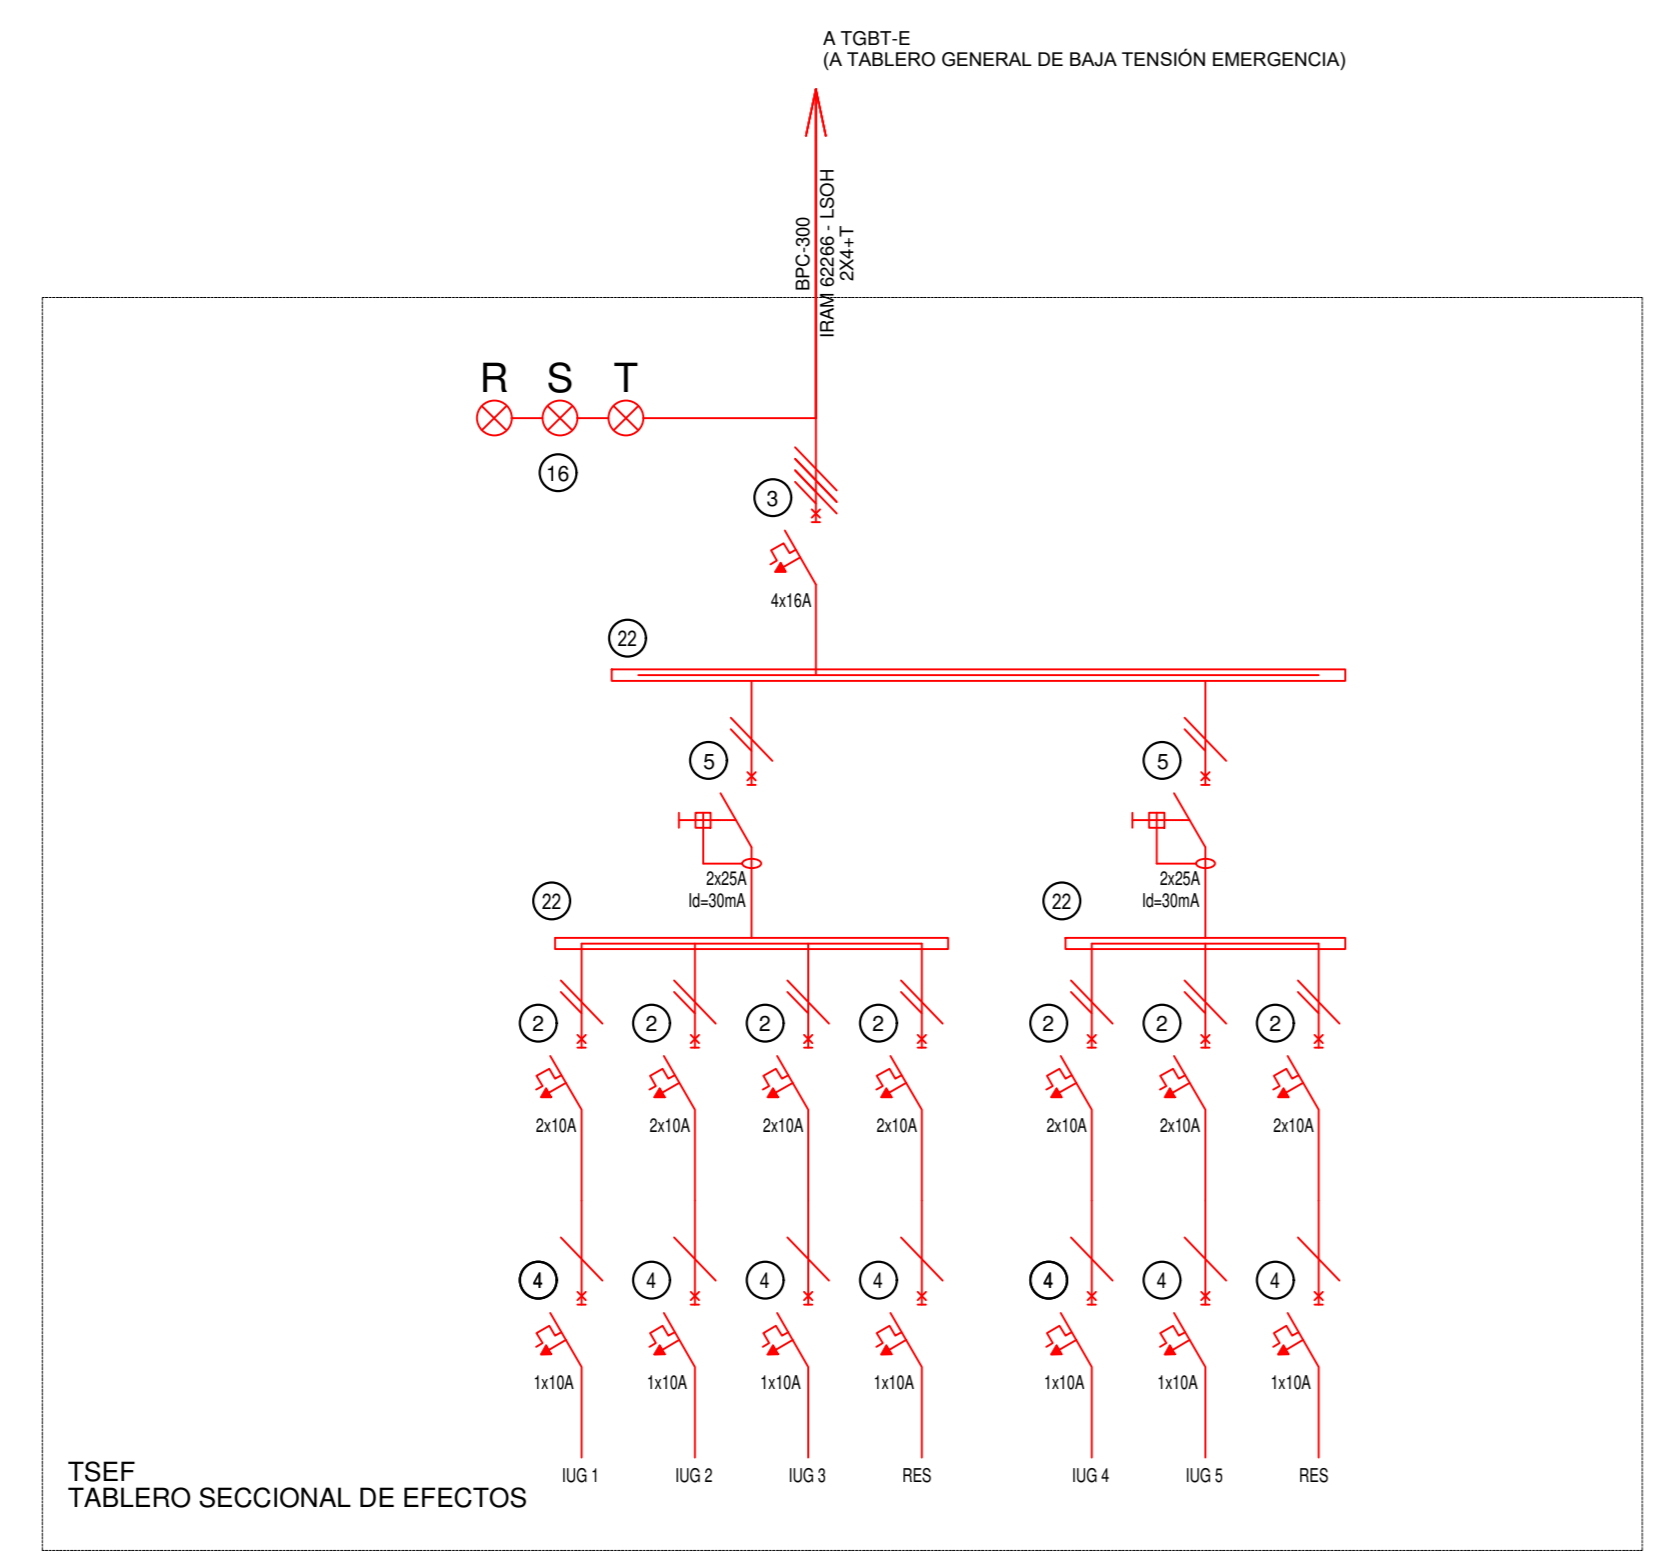 A TGBT-E
(A TABLERO GENERAL DE BAJA TENSIÓN EMERGENCIA)
BPC-300
IRAM 62266 - LSOH
2X4+T
R S T
16
3
4x16A
22
5 5
2x25A 2x25A
Id=30mA Id=30mA
22 22
2 2 2 2 2 2 2
2x10A 2x10A 2x10A 2x10A 2x10A 2x10A 2x10A
4 4 4 4 4 4 4
1x10A 1x10A 1x10A 1x10A 1x10A 1x10A 1x10A
IUG 1 IUG 2 IUG 3 RES IUG 4 IUG 5 RES
TSEF
TABLERO SECCIONAL DE EFECTOS